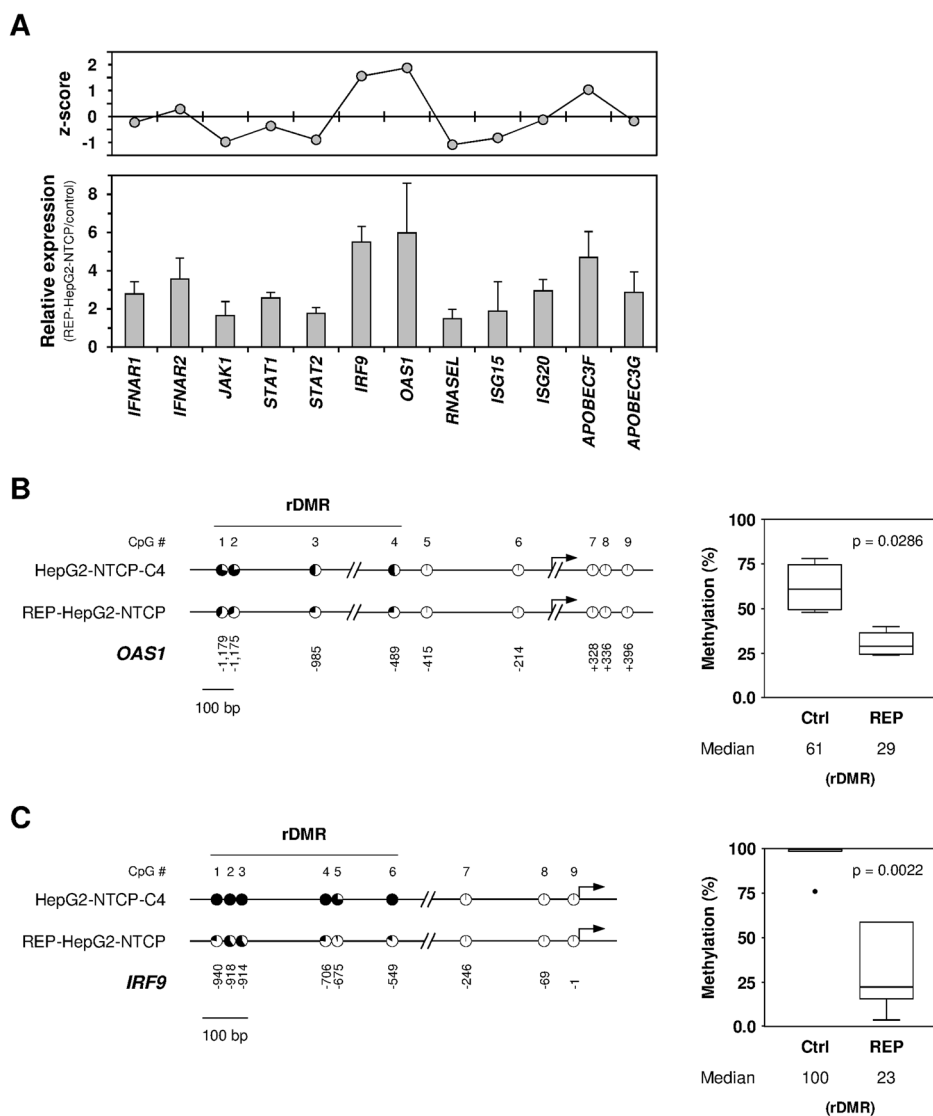 A
z-score
2
1
0
-1
Relative expression
(REP-HepG2-NTCP/control)
8
6
4
2
0
IFNAR1
IFNAR2
JAK1
STAT1
STAT2
IRF9
OAS1
RNASEL
ISG15
ISG20
APOBEC3F
APOBEC3G
B
rDMR
CpG # 1 2 3 4 5 6 7 8 9
HepG2-NTCP-C4
REP-HepG2-NTCP
OAS1 -1,179 -1,175 -985 -489 -415 -214 +328 +336 +396
100 bp
Methylation (%)
100
75
50
25
0.0
p = 0.0286
Ctrl REP
Median 61 29
(rDMR)
C
rDMR
CpG # 1 2 3 4 5 6 7 8 9
HepG2-NTCP-C4
REP-HepG2-NTCP
IRF9 -940 -918 -914 -706 -675 -549 -246 -69 -1
100 bp
Methylation (%)
100
75
50
25
0.0
p = 0.0022
Ctrl REP
Median 100 23
(rDMR)